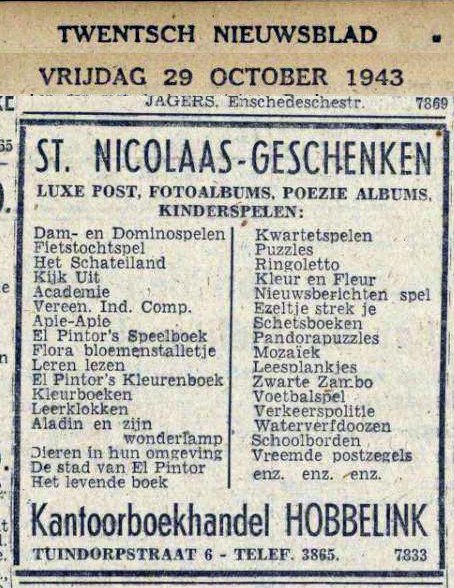 TWENTSCH NIEUWSBLAD
VRIJDAG 29 OCTOBER 1943
JAGERS, Enschedeschestr. 7869
ST. NICOLAAS-GESCHENKEN
LUXE POST, FOTOALBUMS, POEZIE ALBUMS,
KINDERSPELEN:
Dam- en Dominospelen
Fietstochtspel
Het Schateiland
Kijk Uit
Academie
Vereen. Ind. Comp.
Apie-Apie
El Pintor's Speelboek
Flora bloemenstalletje
Leren lezen
El Pintor's Kleurenboek
Kleurboeken
Leerklokken
Aladin en zijn
wonderlamp
Dieren in hun omgeving
De stad van El Pintor
Het levende boek
Kwartetspelen
Puzzles
Ringoletto
Kleur en Fleur
Nieuwsberichten spel
Ezeltje strek je
Schetsboeken
Pandorapuzzles
Mozaïek
Leesplankjes
Zwarte Zambo
Voetbalspel
Verkeerspolitie
Waterverfdoozen
Schoolborden
Vreemde postzegels
enz. enz. enz.
Kantoorboekhandel HOBBELINK
TUINDORPSTRAAT 6 - TELEF. 3865. 7833